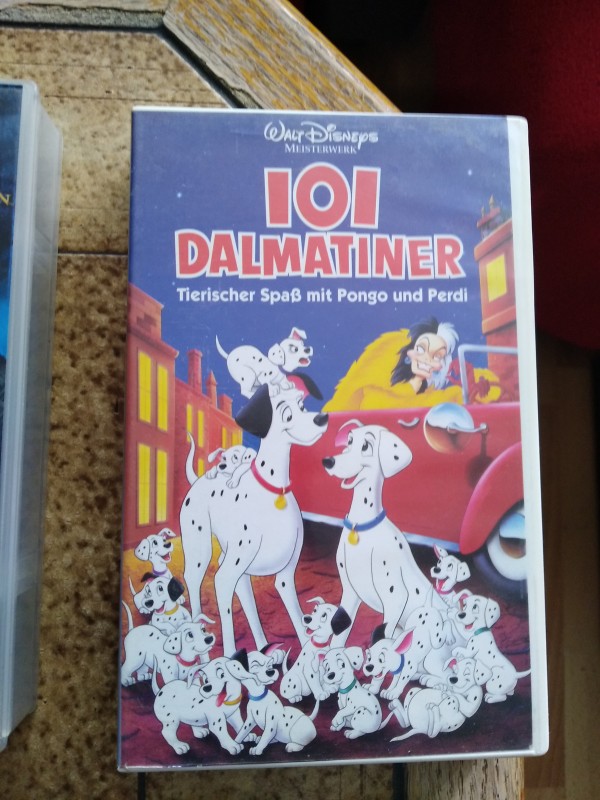 WALT DISNEYS
MEISTERWERK
101
DALMATINER
Tierischer Spaß mit Pongo und Perdi